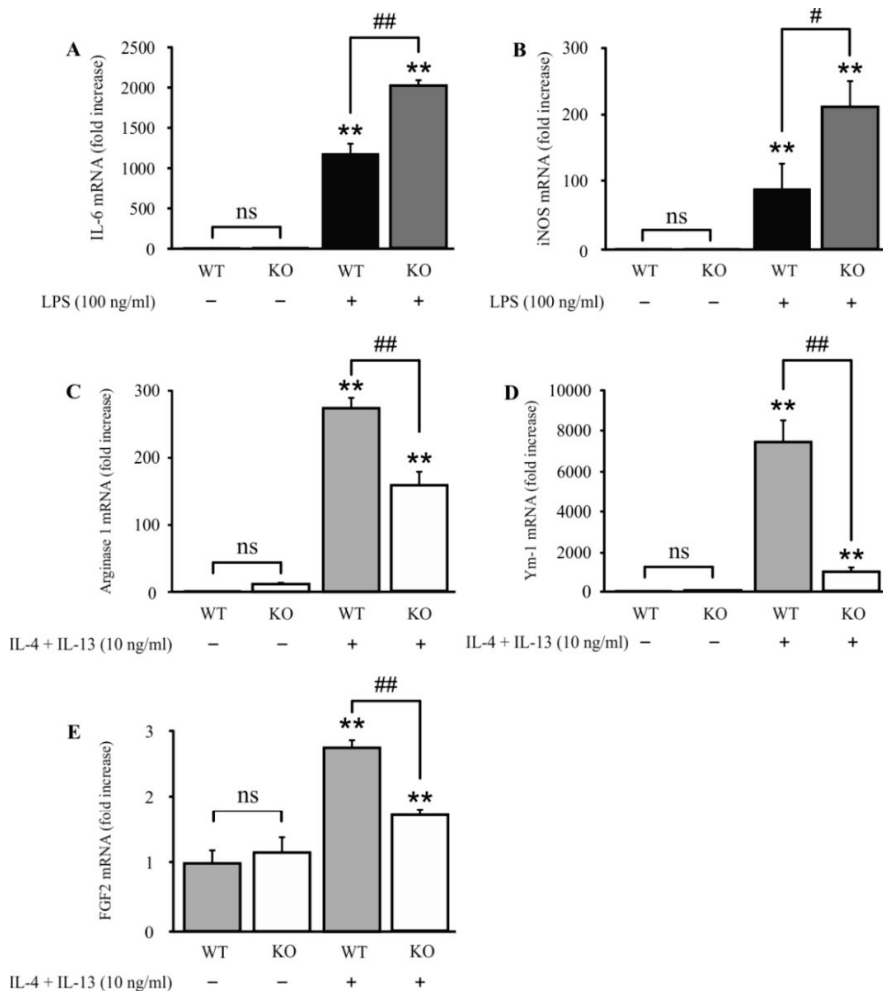 A
IL-6 mRNA (fold increase)
2500
2000
1500
1000
500
0
ns
**
**
##
WT KO WT KO
LPS (100 ng/ml) – – + +
B
iNOS mRNA (fold increase)
300
200
100
0
ns
**
**
#
WT KO WT KO
LPS (100 ng/ml) – – + +
C
Arginase 1 mRNA (fold increase)
300
200
100
0
ns
**
**
##
WT KO WT KO
IL-4 + IL-13 (10 ng/ml) – – + +
D
Ym-1 mRNA (fold increase)
10000
8000
6000
4000
2000
0
ns
**
**
##
WT KO WT KO
IL-4 + IL-13 (10 ng/ml) – – + +
E
FGF2 mRNA (fold increase)
3
2
1
0
ns
**
**
##
WT KO WT KO
IL-4 + IL-13 (10 ng/ml) – – + +